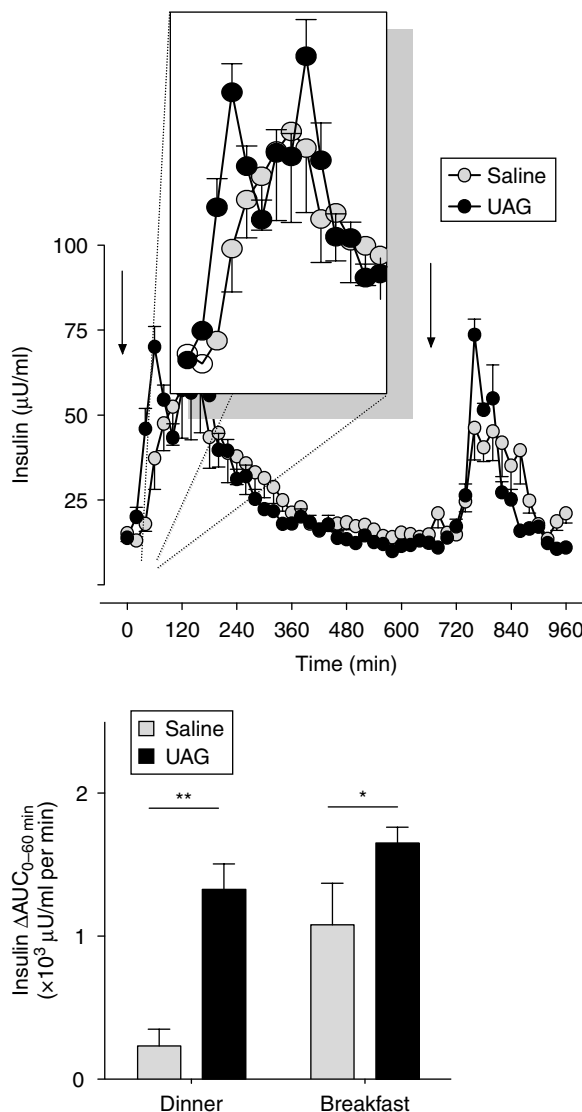 Saline
UAG
100
75
50
25
Insulin (μU/ml)
0 120 240 360 480 600 720 840 960
Time (min)
Saline
UAG
2
1
0
** *
Insulin ΔAUC0–60 min
(×10³ μU/ml per min)
Dinner Breakfast